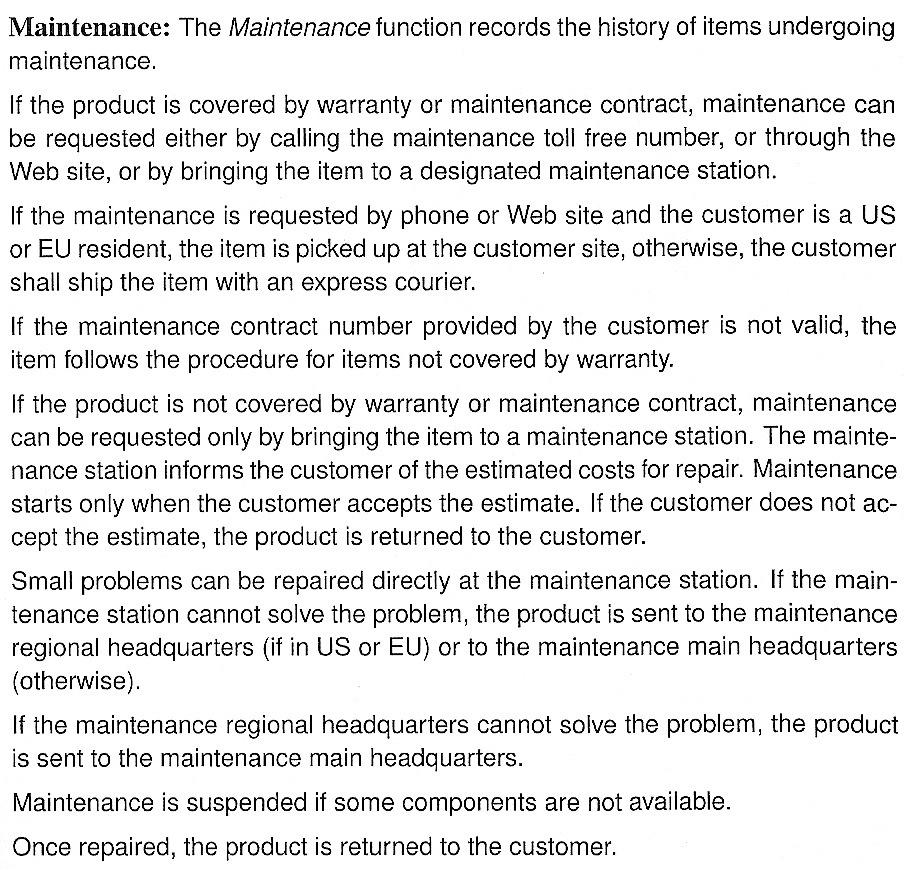 Maintenance: The Maintenance function records the history of items undergoing
maintenance.
If the product is covered by warranty or maintenance contract, maintenance can
be requested either by calling the maintenance toll free number, or through the
Web site, or by bringing the item to a designated maintenance station.
If the maintenance is requested by phone or Web site and the customer is a US
or EU resident, the item is picked up at the customer site, otherwise, the customer
shall ship the item with an express courier.
If the maintenance contract number provided by the customer is not valid, the
item follows the procedure for items not covered by warranty.
If the product is not covered by warranty or maintenance contract, maintenance
can be requested only by bringing the item to a maintenance station. The mainte-
nance station informs the customer of the estimated costs for repair. Maintenance
starts only when the customer accepts the estimate. If the customer does not ac-
cept the estimate, the product is returned to the customer.
Small problems can be repaired directly at the maintenance station. If the main-
tenance station cannot solve the problem, the product is sent to the maintenance
regional headquarters (if in US or EU) or to the maintenance main headquarters
(otherwise).
If the maintenance regional headquarters cannot solve the problem, the product
is sent to the maintenance main headquarters.
Maintenance is suspended if some components are not available.
Once repaired, the product is returned to the customer.